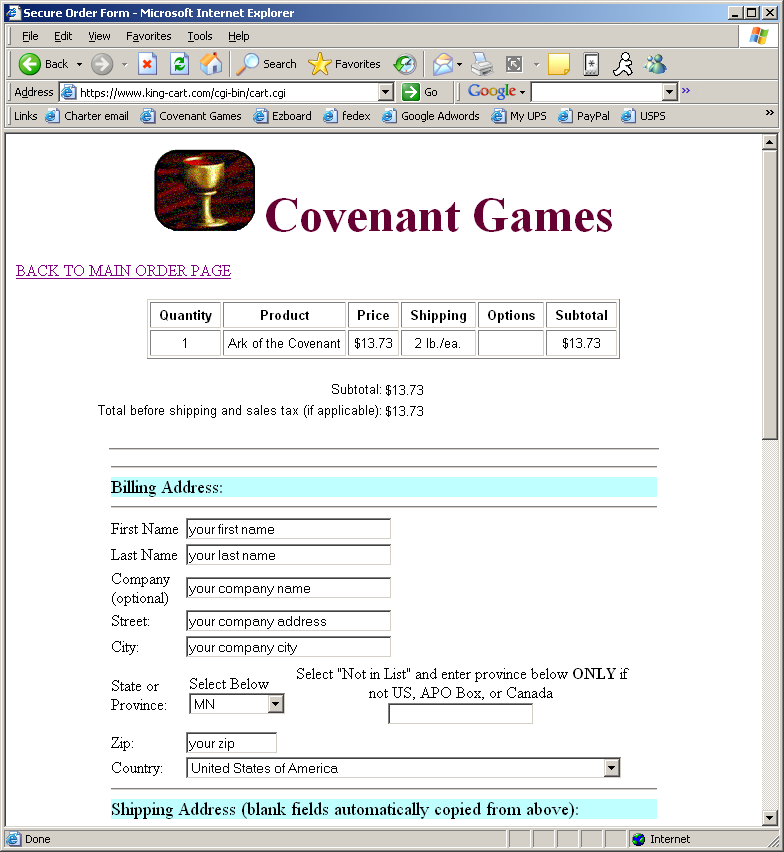 Secure Order Form - Microsoft Internet Explorer
File Edit View Favorites Tools Help
Back Search Favorites
Address https://www.king-cart.com/cgi-bin/cart.cgi Go Google »
Links Charter email Covenant Games Ezboard fedex Google Adwords My UPS PayPal USPS »
Covenant Games
BACK TO MAIN ORDER PAGE
Quantity Product Price Shipping Options Subtotal
1 Ark of the Covenant $13.73 2 lb./ea. $13.73
Subtotal: $13.73
Total before shipping and sales tax (if applicable): $13.73
Billing Address:
First Name your first name
Last Name your last name
Company
(optional) your company name
Street: your company address
City: your company city
State or
Province:
Select Below
MN
Select "Not in List" and enter province below ONLY if
not US, APO Box, or Canada
Zip: your zip
Country: United States of America
Shipping Address (blank fields automatically copied from above):
Done Internet